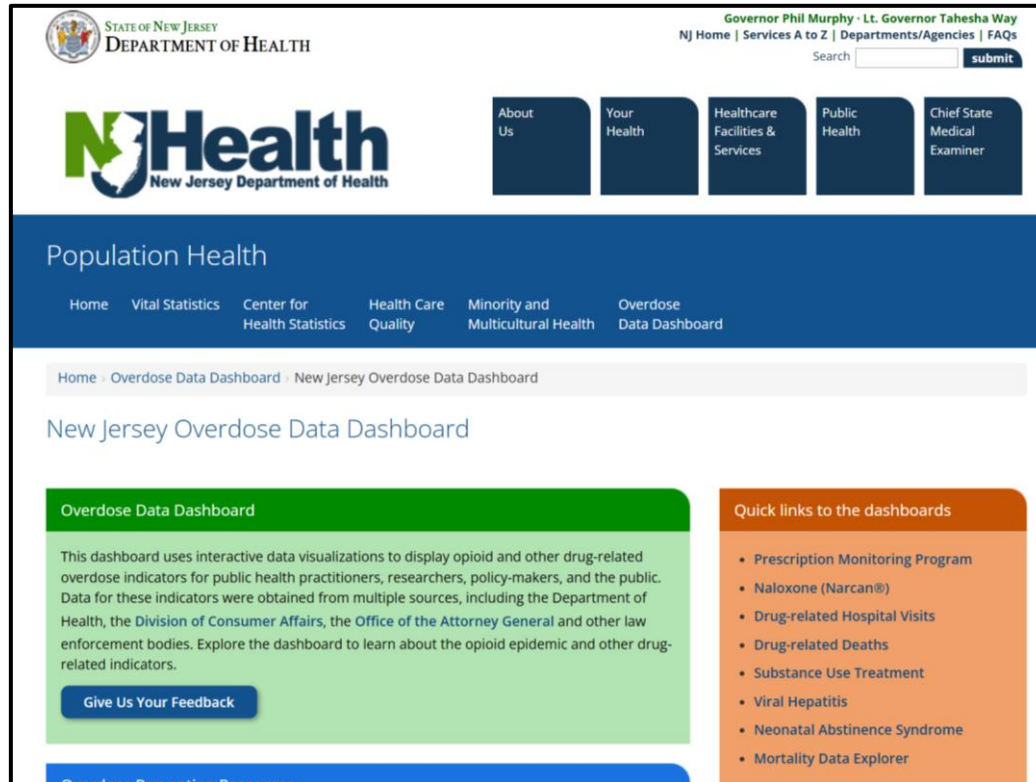 STATE OF NEW JERSEY
DEPARTMENT OF HEALTH
Governor Phil Murphy · Lt. Governor Tahesha Way
NJ Home | Services A to Z | Departments/Agencies | FAQs
Search submit
NJHealth
New Jersey Department of Health
About
Us
Your
Health
Healthcare
Facilities &
Services
Public
Health
Chief State
Medical
Examiner
Population Health
Home
Vital Statistics
Center for
Health Statistics
Health Care
Quality
Minority and
Multicultural Health
Overdose
Data Dashboard
Home › Overdose Data Dashboard › New Jersey Overdose Data Dashboard
New Jersey Overdose Data Dashboard
Overdose Data Dashboard
This dashboard uses interactive data visualizations to display opioid and other drug-related
overdose indicators for public health practitioners, researchers, policy-makers, and the public.
Data for these indicators were obtained from multiple sources, including the Department of
Health, the Division of Consumer Affairs, the Office of the Attorney General and other law
enforcement bodies. Explore the dashboard to learn about the opioid epidemic and other drug-
related indicators.
Give Us Your Feedback
Quick links to the dashboards
• Prescription Monitoring Program
• Naloxone (Narcan®)
• Drug-related Hospital Visits
• Drug-related Deaths
• Substance Use Treatment
• Viral Hepatitis
• Neonatal Abstinence Syndrome
• Mortality Data Explorer